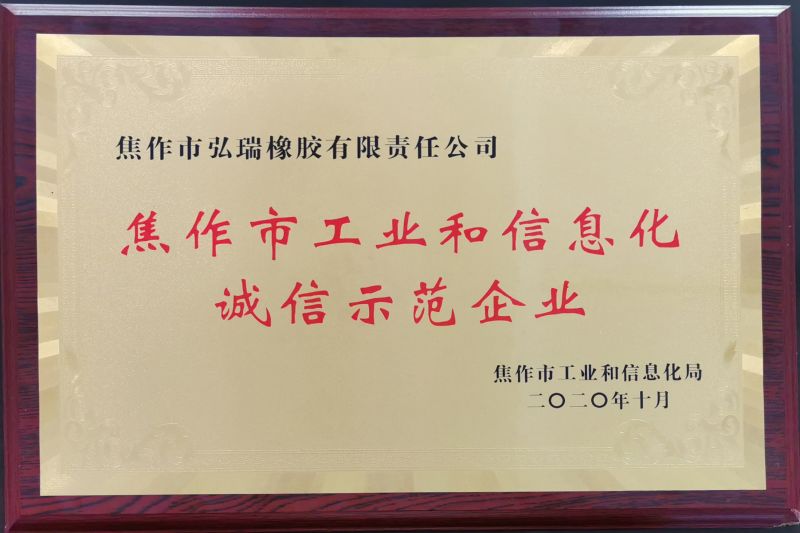 焦作市弘瑞橡胶有限责任公司
焦作市工业和信息化
诚信示范企业
焦作市工业和信息化局
二〇二〇年十月